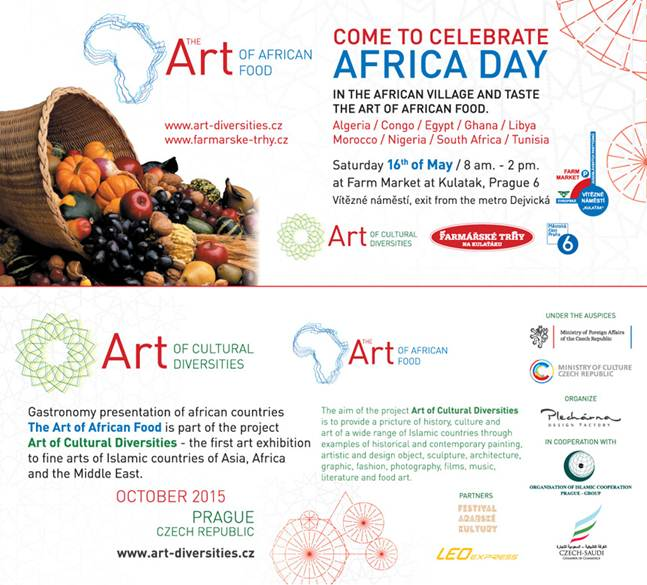 THE Art OF AFRICAN FOOD
COME TO CELEBRATE
AFRICA DAY
IN THE AFRICAN VILLAGE AND TASTE
THE ART OF AFRICAN FOOD.
Algeria / Congo / Egypt / Ghana / Libya
Morocco / Nigeria / South Africa / Tunisia
www.art-diversities.cz
www.farmarske-trhy.cz
Saturday 16th of May / 8 am. - 2 pm.
at Farm Market at Kulatak, Prague 6
Vítězné náměstí, exit from the metro Dejvická
FARM
MARKET
P
VÍTĚZNÉ
NÁMĚSTÍ
"KULAŤÁK"
Art OF CULTURAL DIVERSITIES
FARMÁŘSKÉ TRHY
NA KULAŤÁKU
Městská
část
Praha
6
Art OF CULTURAL DIVERSITIES
THE Art OF AFRICAN FOOD
Gastronomy presentation of african countries
The Art of African Food is part of the project
Art of Cultural Diversities - the first art exhibition
to fine arts of Islamic countries of Asia, Africa
and the Middle East.
OCTOBER 2015
PRAGUE
CZECH REPUBLIC
www.art-diversities.cz
The aim of the project Art of Cultural Diversities
is to provide a pricture of history, culture and
art of a wide range of Islamic countries through
examples of historical and contemporary painting,
artistic and design object, sculpture, architecture,
graphic, fashion, photography, films, music,
literature and food art.
PARTNERS
FESTIVAL
ARABSKÉ
KULTURY
LEO EXPRESS
UNDER THE AUSPICES
Ministry of Foreign Affairs
of the Czech Republic
MINISTRY OF CULTURE
CZECH REPUBLIC
ORGANIZE
Plechárna
DESIGN FACTORY
IN COOPERATION WITH
ORGANISATION OF ISLAMIC COOPERATION
PRAGUE - GROUP
CZECH-SAUDI
CHAMBER OF COMMERCE